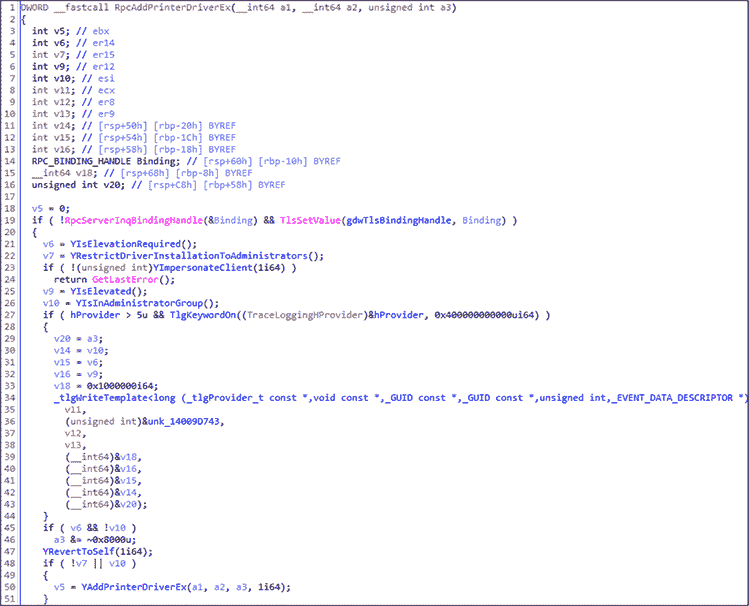 1 DWORD __fastcall RpcAddPrinterDriverEx(__int64 a1, __int64 a2, unsigned int a3)
2 {
3 int v5; // ebx
4 int v6; // er14
5 int v7; // er15
6 int v9; // er12
7 int v10; // esi
8 int v11; // ecx
9 int v12; // er8
10 int v13; // er9
11 int v14; // [rsp+50h] [rbp-20h] BYREF
12 int v15; // [rsp+54h] [rbp-1Ch] BYREF
13 int v16; // [rsp+58h] [rbp-18h] BYREF
14 RPC_BINDING_HANDLE Binding; // [rsp+60h] [rbp-10h] BYREF
15 __int64 v18; // [rsp+68h] [rbp-8h] BYREF
16 unsigned int v20; // [rsp+C8h] [rbp+58h] BYREF
17
18 v5 = 0;
19 if ( !RpcServerInqBindingHandle(&Binding) && TlsSetValue(gdwTlsBindingHandle, Binding) )
20 {
21 v6 = YIsElevationRequired();
22 v7 = YRestrictDriverInstallationToAdministrators();
23 if ( !(unsigned int)YImpersonateClient(1i64) )
24 return GetLastError();
25 v9 = YIsElevated();
26 v10 = YIsInAdministratorGroup();
27 if ( hProvider > 5u && TlgKeywordOn((TraceLoggingHProvider)&hProvider, 0x400000000000ui64) )
28 {
29 v20 = a3;
30 v14 = v10;
31 v15 = v6;
32 v16 = v9;
33 v18 = 0x1000000i64;
34 _tlgWriteTemplate<long (_tlgProvider_t const *,void const *,_GUID const *,_GUID const *,unsigned int,_EVENT_DATA_DESCRIPTOR *)
35 v11,
36 (unsigned int)&unk_14009D743,
37 v12,
38 v13,
39 (__int64)&v18,
40 (__int64)&v16,
41 (__int64)&v15,
42 (__int64)&v14,
43 (__int64)&v20);
44 }
45 if ( v6 && !v10 )
46 a3 &= ~0x8000u;
47 YRevertToSelf(1i64);
48 if ( !v7 || v10 )
49 {
50 v5 = YAddPrinterDriverEx(a1, a2, a3, 1i64);
51 }